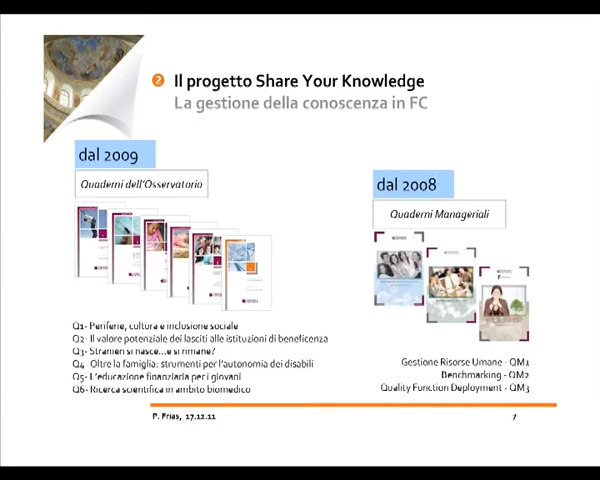 2 Il progetto Share Your Knowledge
La gestione della conoscenza in FC
dal 2009
Quaderni dell'Osservatorio
dal 2008
Quaderni Manageriali
Q1- Periferie, cultura e inclusione sociale
Q2- Il valore potenziale dei lasciti alle istituzioni di beneficenza
Q3- Stranieri si nasce...e si rimane?
Q4- Oltre la famiglia: strumenti per l'autonomia dei disabili
Q5- L'educazione finanziaria per i giovani
Q6- Ricerca scientifica in ambito biomedico
Gestione Risorse Umane - QM1
Benchmarking - QM2
Quality Function Deployment - QM3
P. Frias, 17.12.11
7